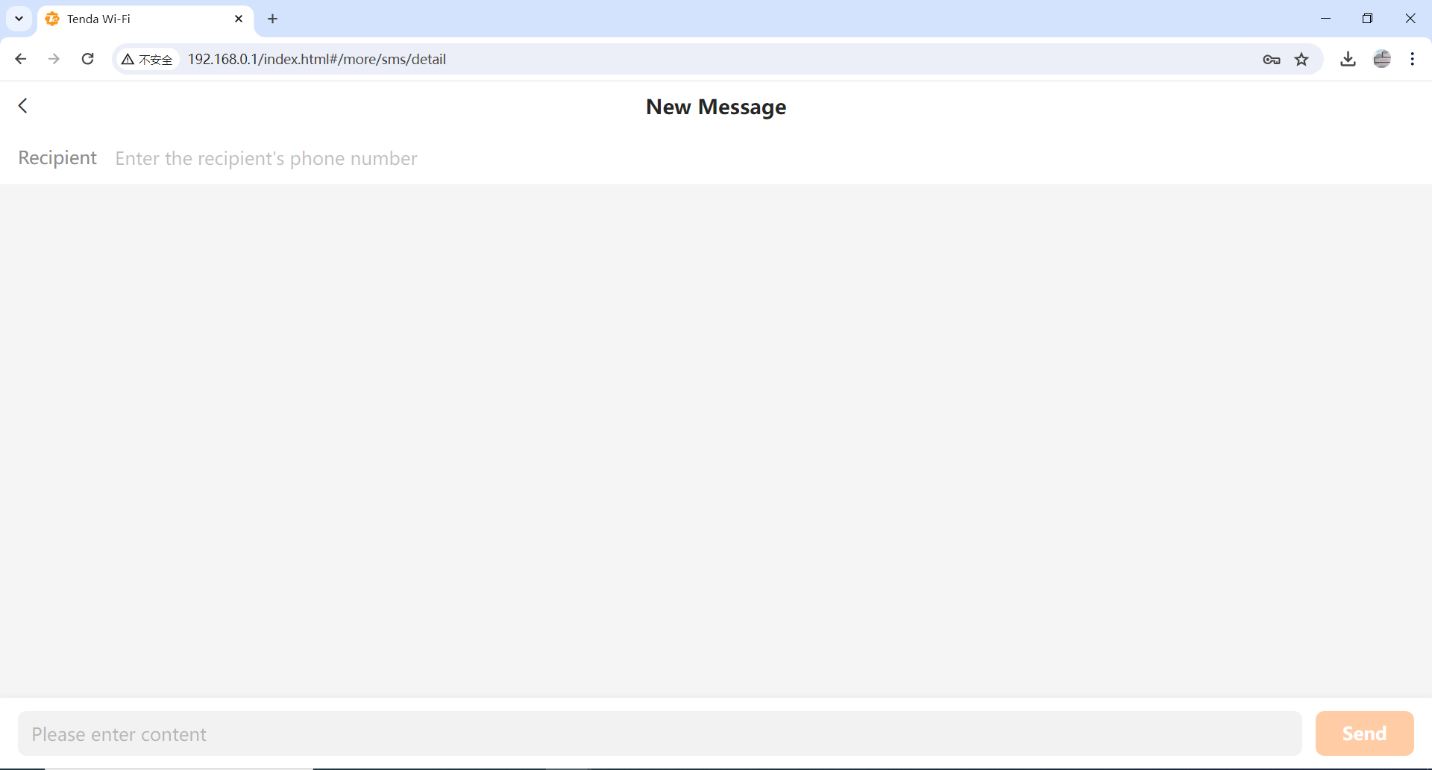 Tenda Wi-Fi
不安全 192.168.0.1/index.html#/more/sms/detail
New Message
Recipient Enter the recipient's phone number
Please enter content Send